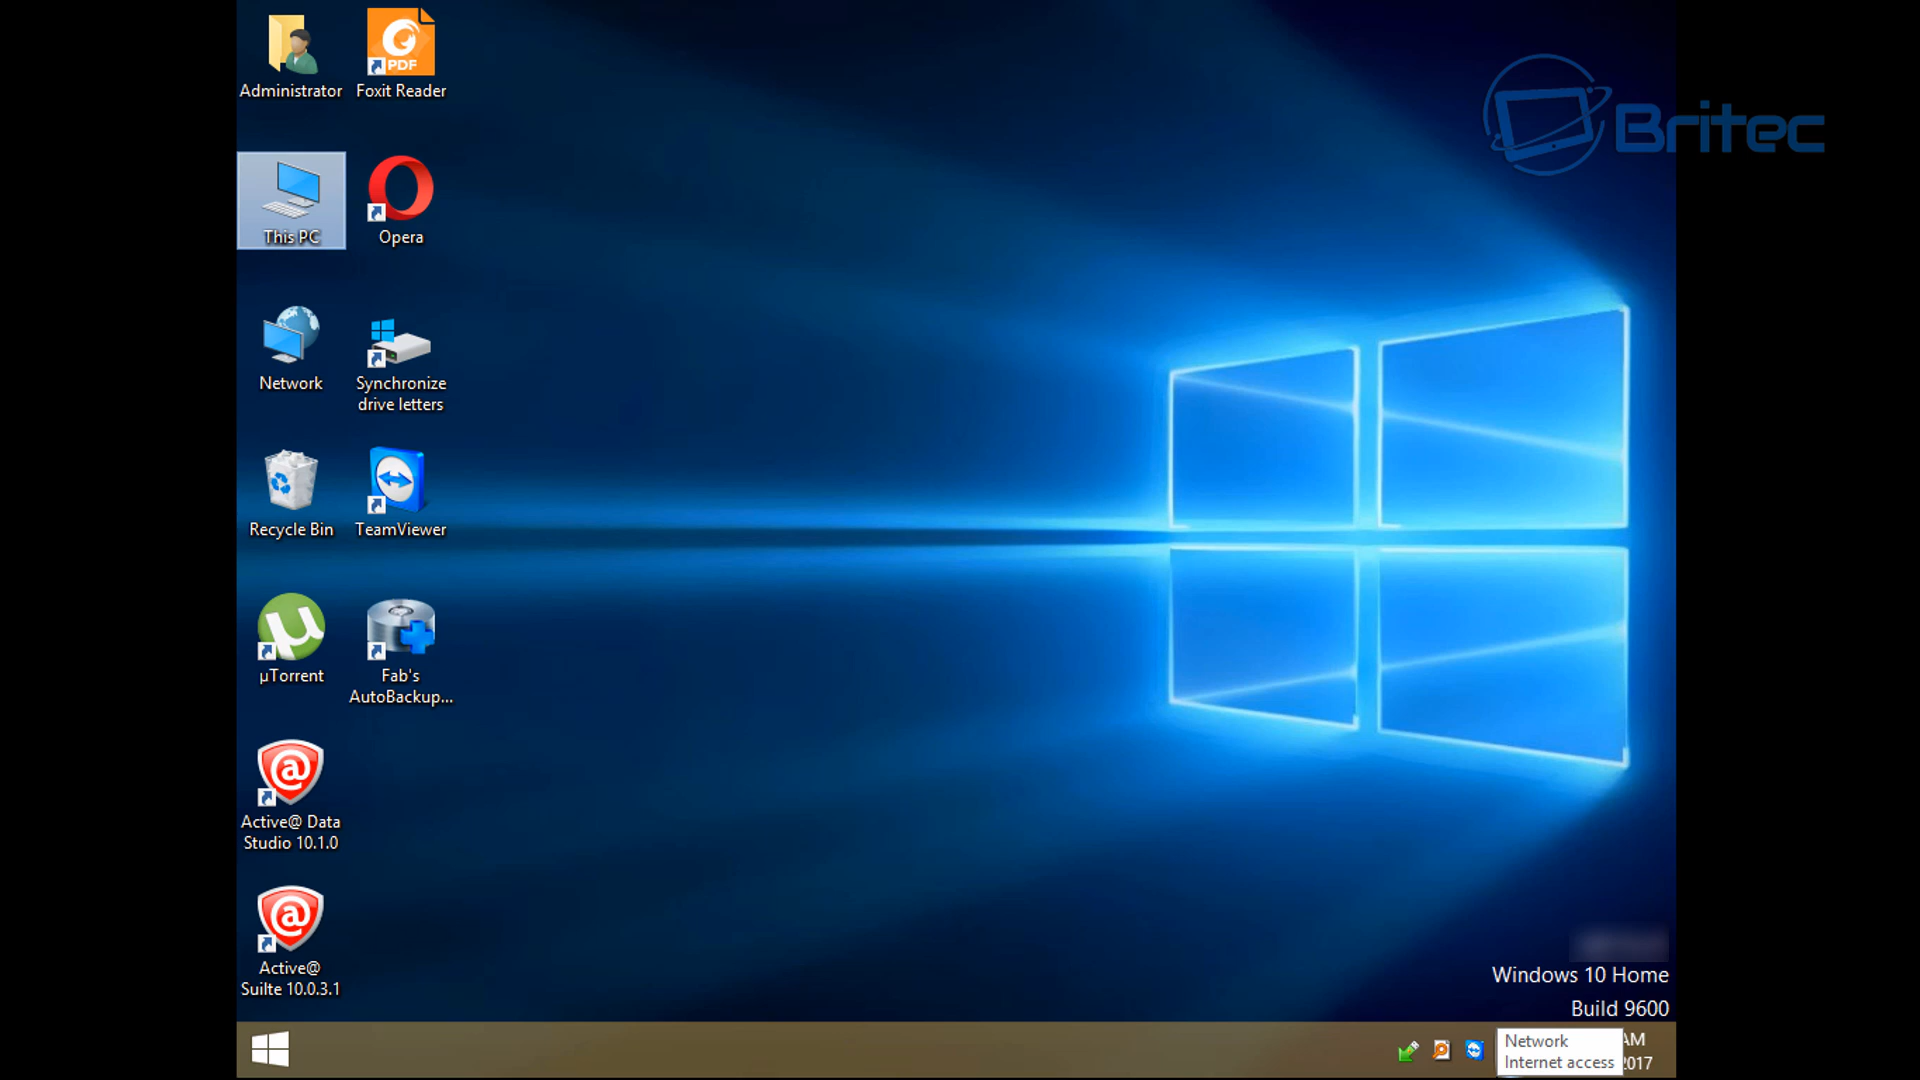 Administrator
Foxit Reader
PDF
This PC
Opera
Network
Synchronize
drive letters
Recycle Bin
TeamViewer
µTorrent
Fab's
AutoBackup...
Active@ Data
Studio 10.1.0
Active@
Suilte 10.0.3.1
Britec
Windows 10 Home
Build 9600
Network
Internet access
AM
2017